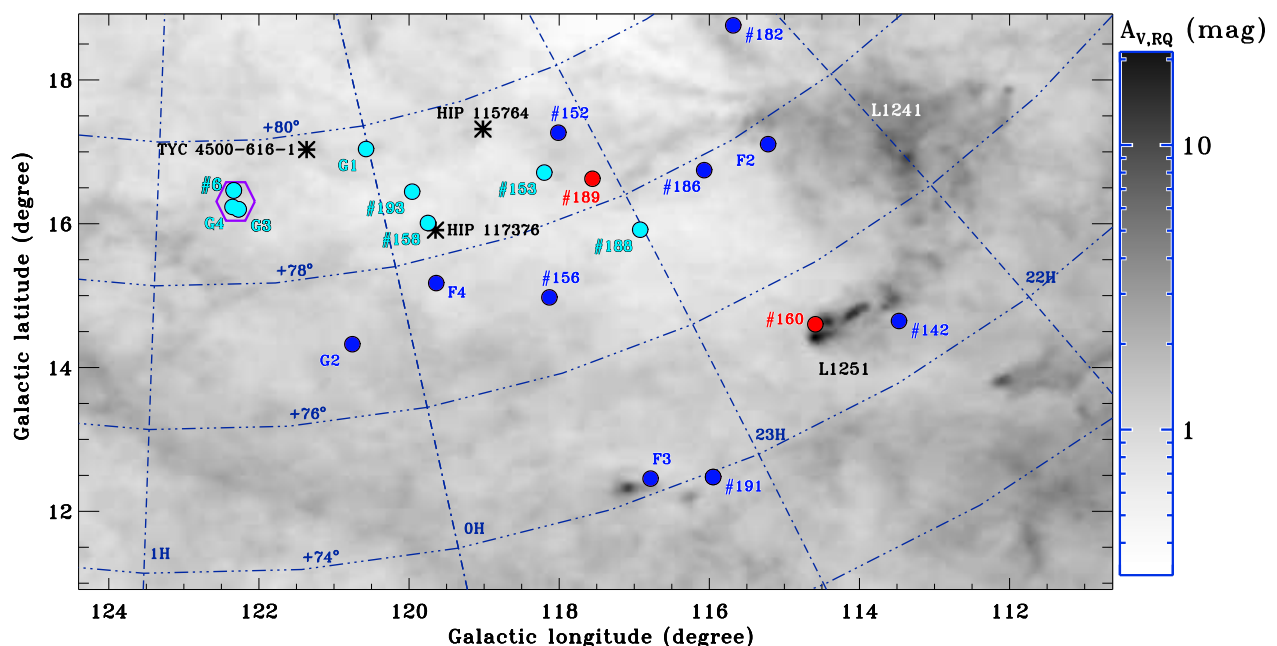 A_V,RQ (mag)
#182
18
L1241
HIP 115764
#152
+80°
TYC 4500-616-1
10
G1
F2
#6
#153
#189
#186
#193
G4 G3
16
#158
HIP 117376
#188
+78°
22H
#156
F4
#160
#142
G2
14
L1251
+76°
1
23H
F3
#191
12
0H
1H
+74°
124 122 120 118 116 114 112
Galactic longitude (degree)
Galactic latitude (degree)